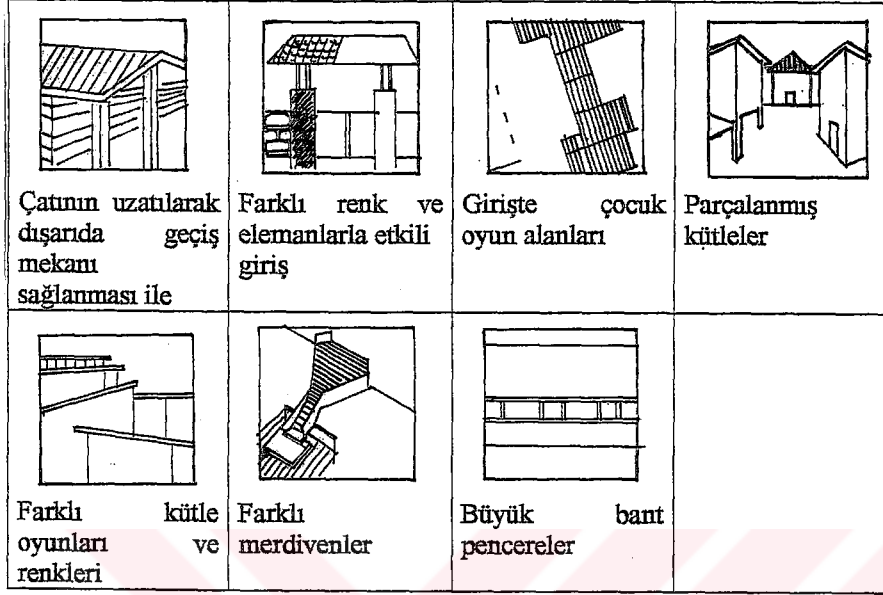 Çatının uzatılarak
dışarıda geçiş
mekanı
sağlanması ile
Farklı renk ve
elemanlarla etkili
giriş
Girişte çocuk
oyun alanları
Parçalanmış
kütleler
Farklı kütle
oyunları ve
renkleri
Farklı
merdivenler
Büyük bant
pencereler